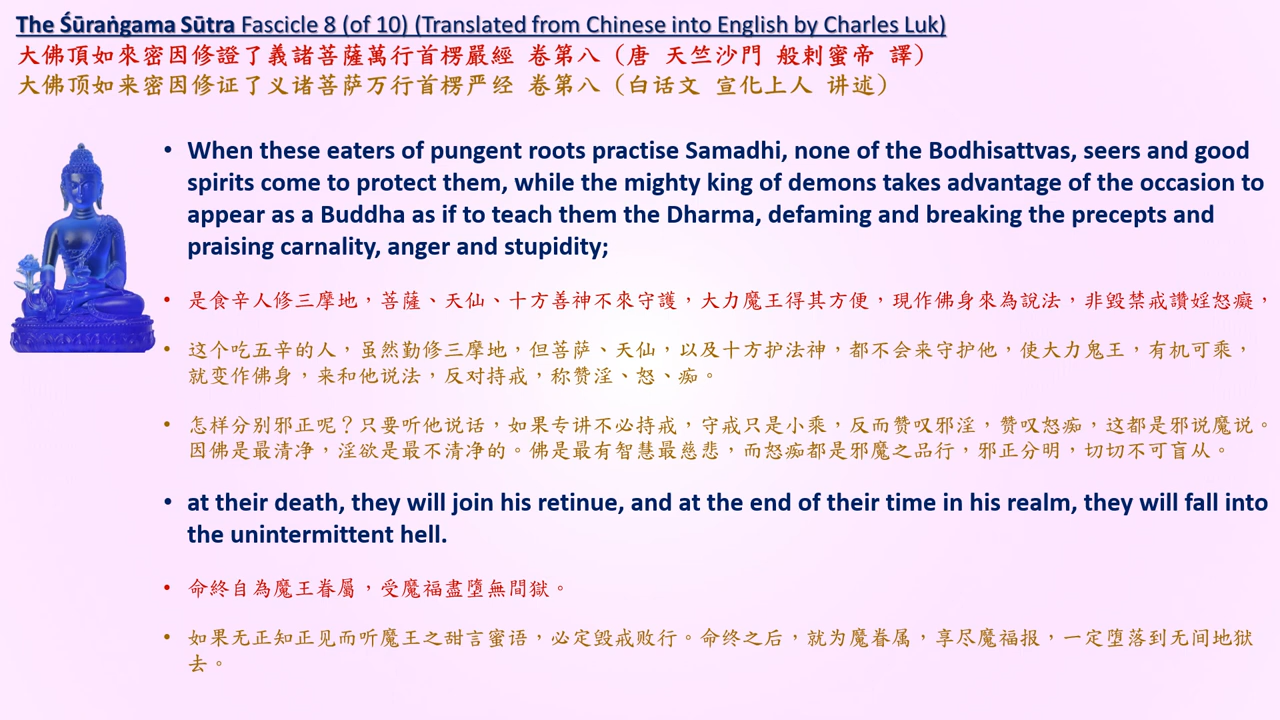 The Śūraṅgama Sūtra Fascicle 8 (of 10) (Translated from Chinese into English by Charles Luk)
大佛頂如來密因修證了義諸菩薩萬行首楞嚴經 卷第八（唐 天竺沙門 般剌蜜帝 譯）
大佛顶如来密因修证了义诸菩萨万行首楞严经 卷第八（白话文 宣化上人 讲述）
• When these eaters of pungent roots practise Samadhi, none of the Bodhisattvas, seers and good
spirits come to protect them, while the mighty king of demons takes advantage of the occasion to
appear as a Buddha as if to teach them the Dharma, defaming and breaking the precepts and
praising carnality, anger and stupidity;
• 是食辛人修三摩地，菩薩、天仙、十方善神不來守護，大力魔王得其方便，現作佛身來為說法，非毀禁戒讚婬怒癡，
• 这个吃五辛的人，虽然勤修三摩地，但菩萨、天仙，以及十方护法神，都不会来守护他，使大力鬼王，有机可乘，
就变作佛身，来和他说法，反对持戒，称赞淫、怒、痴。
• 怎样分别邪正呢？只要听他说话，如果专讲不必持戒，守戒只是小乘，反而赞叹邪淫，赞叹怒痴，这都是邪说魔说。
因佛是最清净，淫欲是最不清净的。佛是最有智慧最慈悲，而怒痴都是邪魔之品行，邪正分明，切切不可盲从。
• at their death, they will join his retinue, and at the end of their time in his realm, they will fall into
the unintermittent hell.
• 命終自為魔王眷屬，受魔福盡墮無間獄。
• 如果无正知正见而听魔王之甜言蜜语，必定毁戒败行。命终之后，就为魔眷属，享尽魔福报，一定堕落到无间地狱
去。